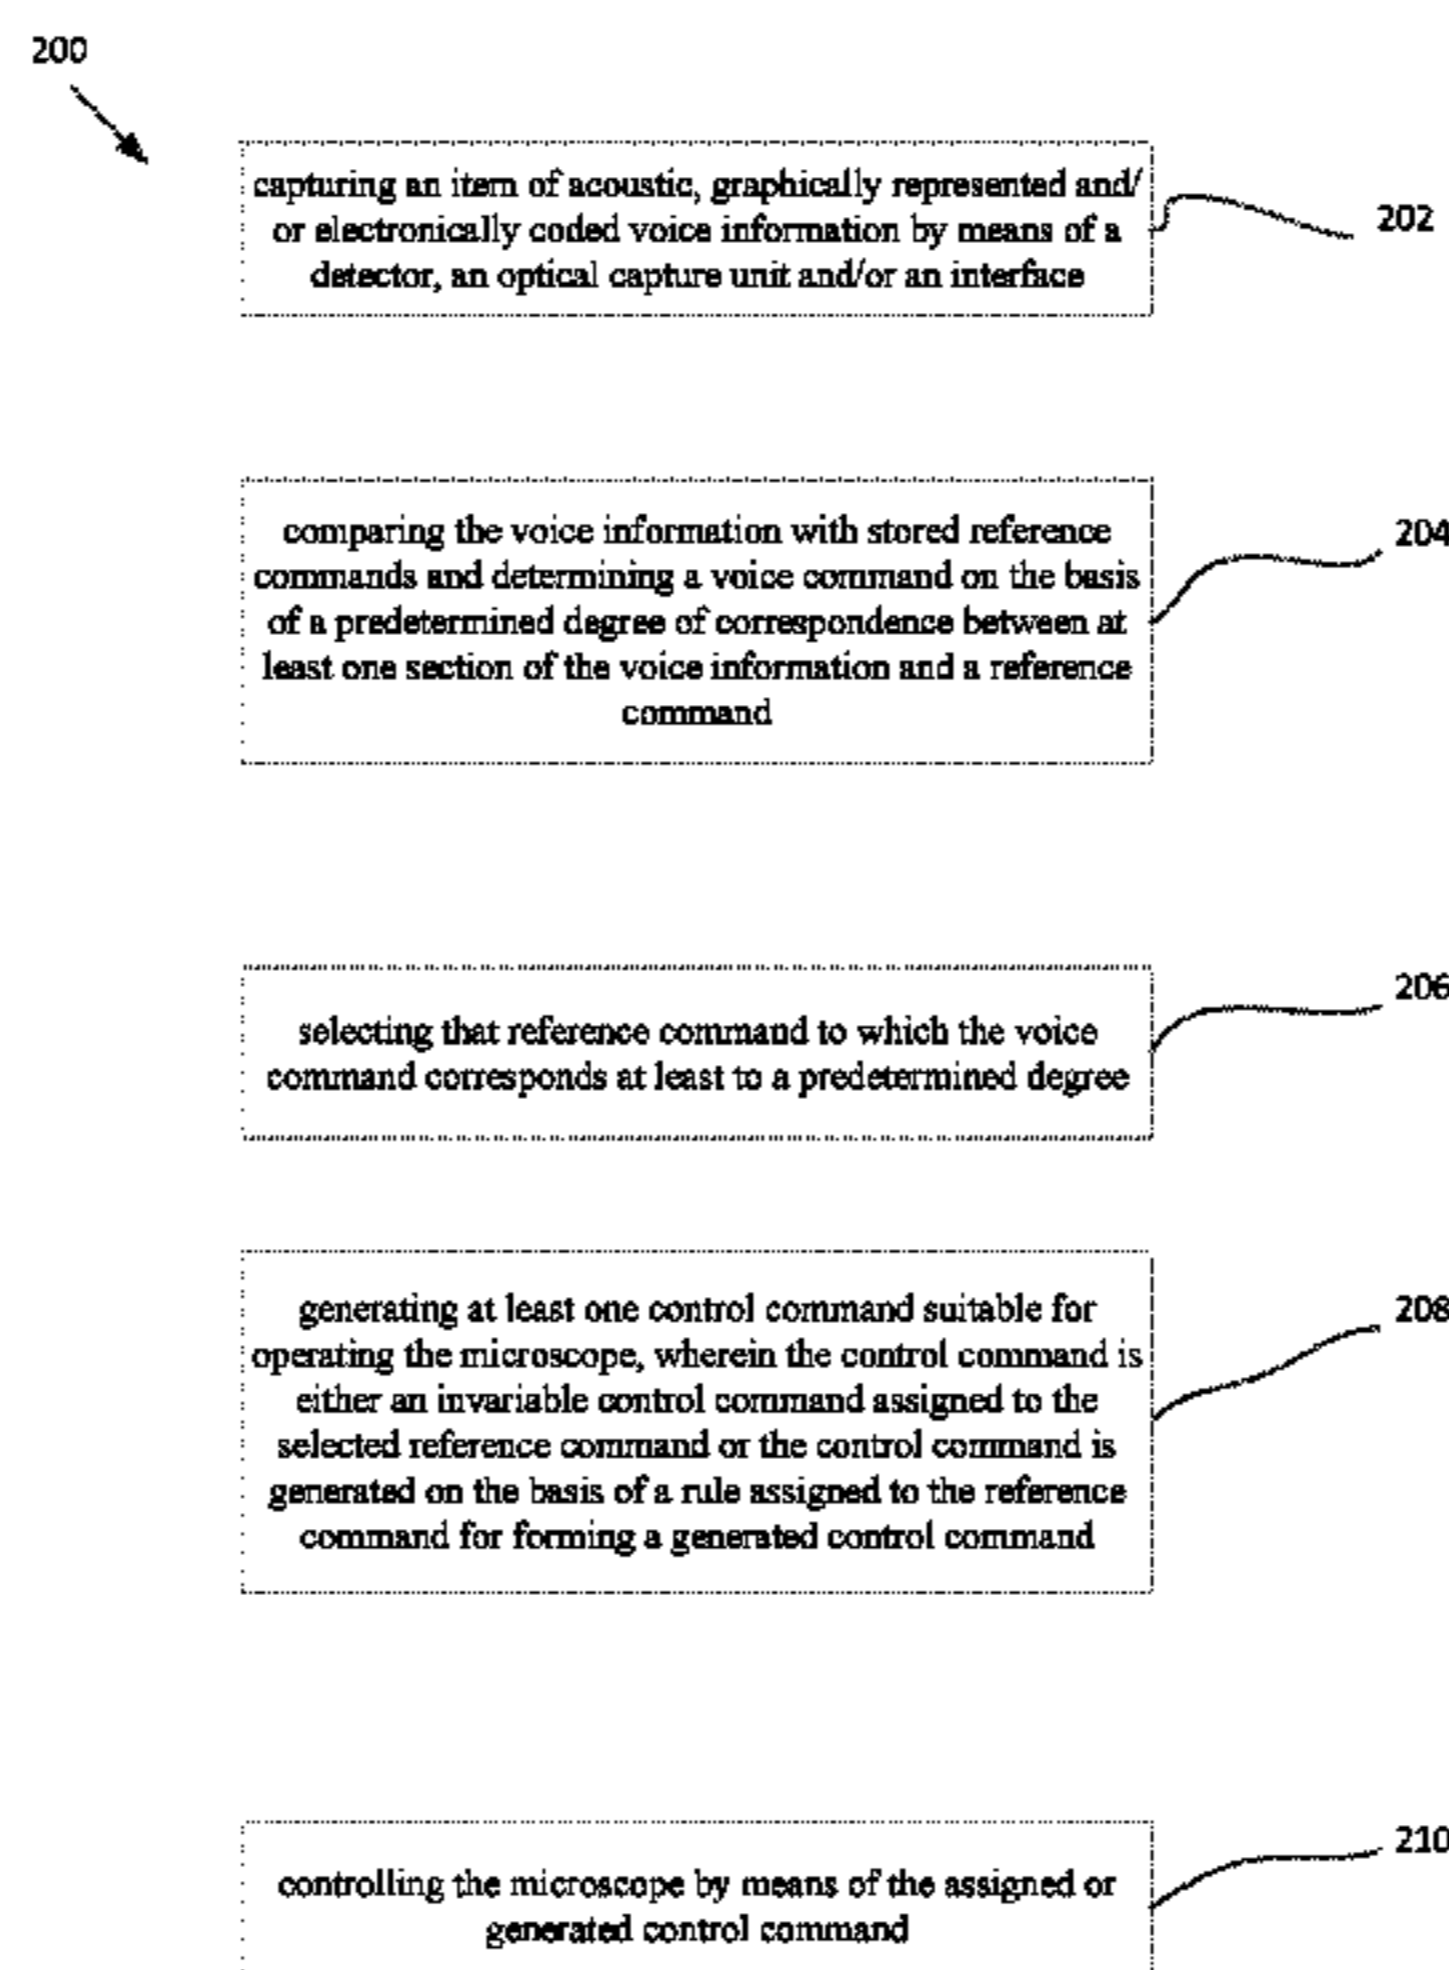 200
capturing an item of acoustic, graphically represented and/
or electronically coded voice information by means of a
detector, an optical capture unit and/or an interface
202
comparing the voice information with stored reference
commands and determining a voice command on the basis
of a predetermined degree of correspondence between at
least one section of the voice information and a reference
command
204
selecting that reference command to which the voice
command corresponds at least to a predetermined degree
206
generating at least one control command suitable for
operating the microscope, wherein the control command is
either an invariable control command assigned to the
selected reference command or the control command is
generated on the basis of a rule assigned to the reference
command for forming a generated control command
208
controlling the microscope by means of the assigned or
generated control command
210